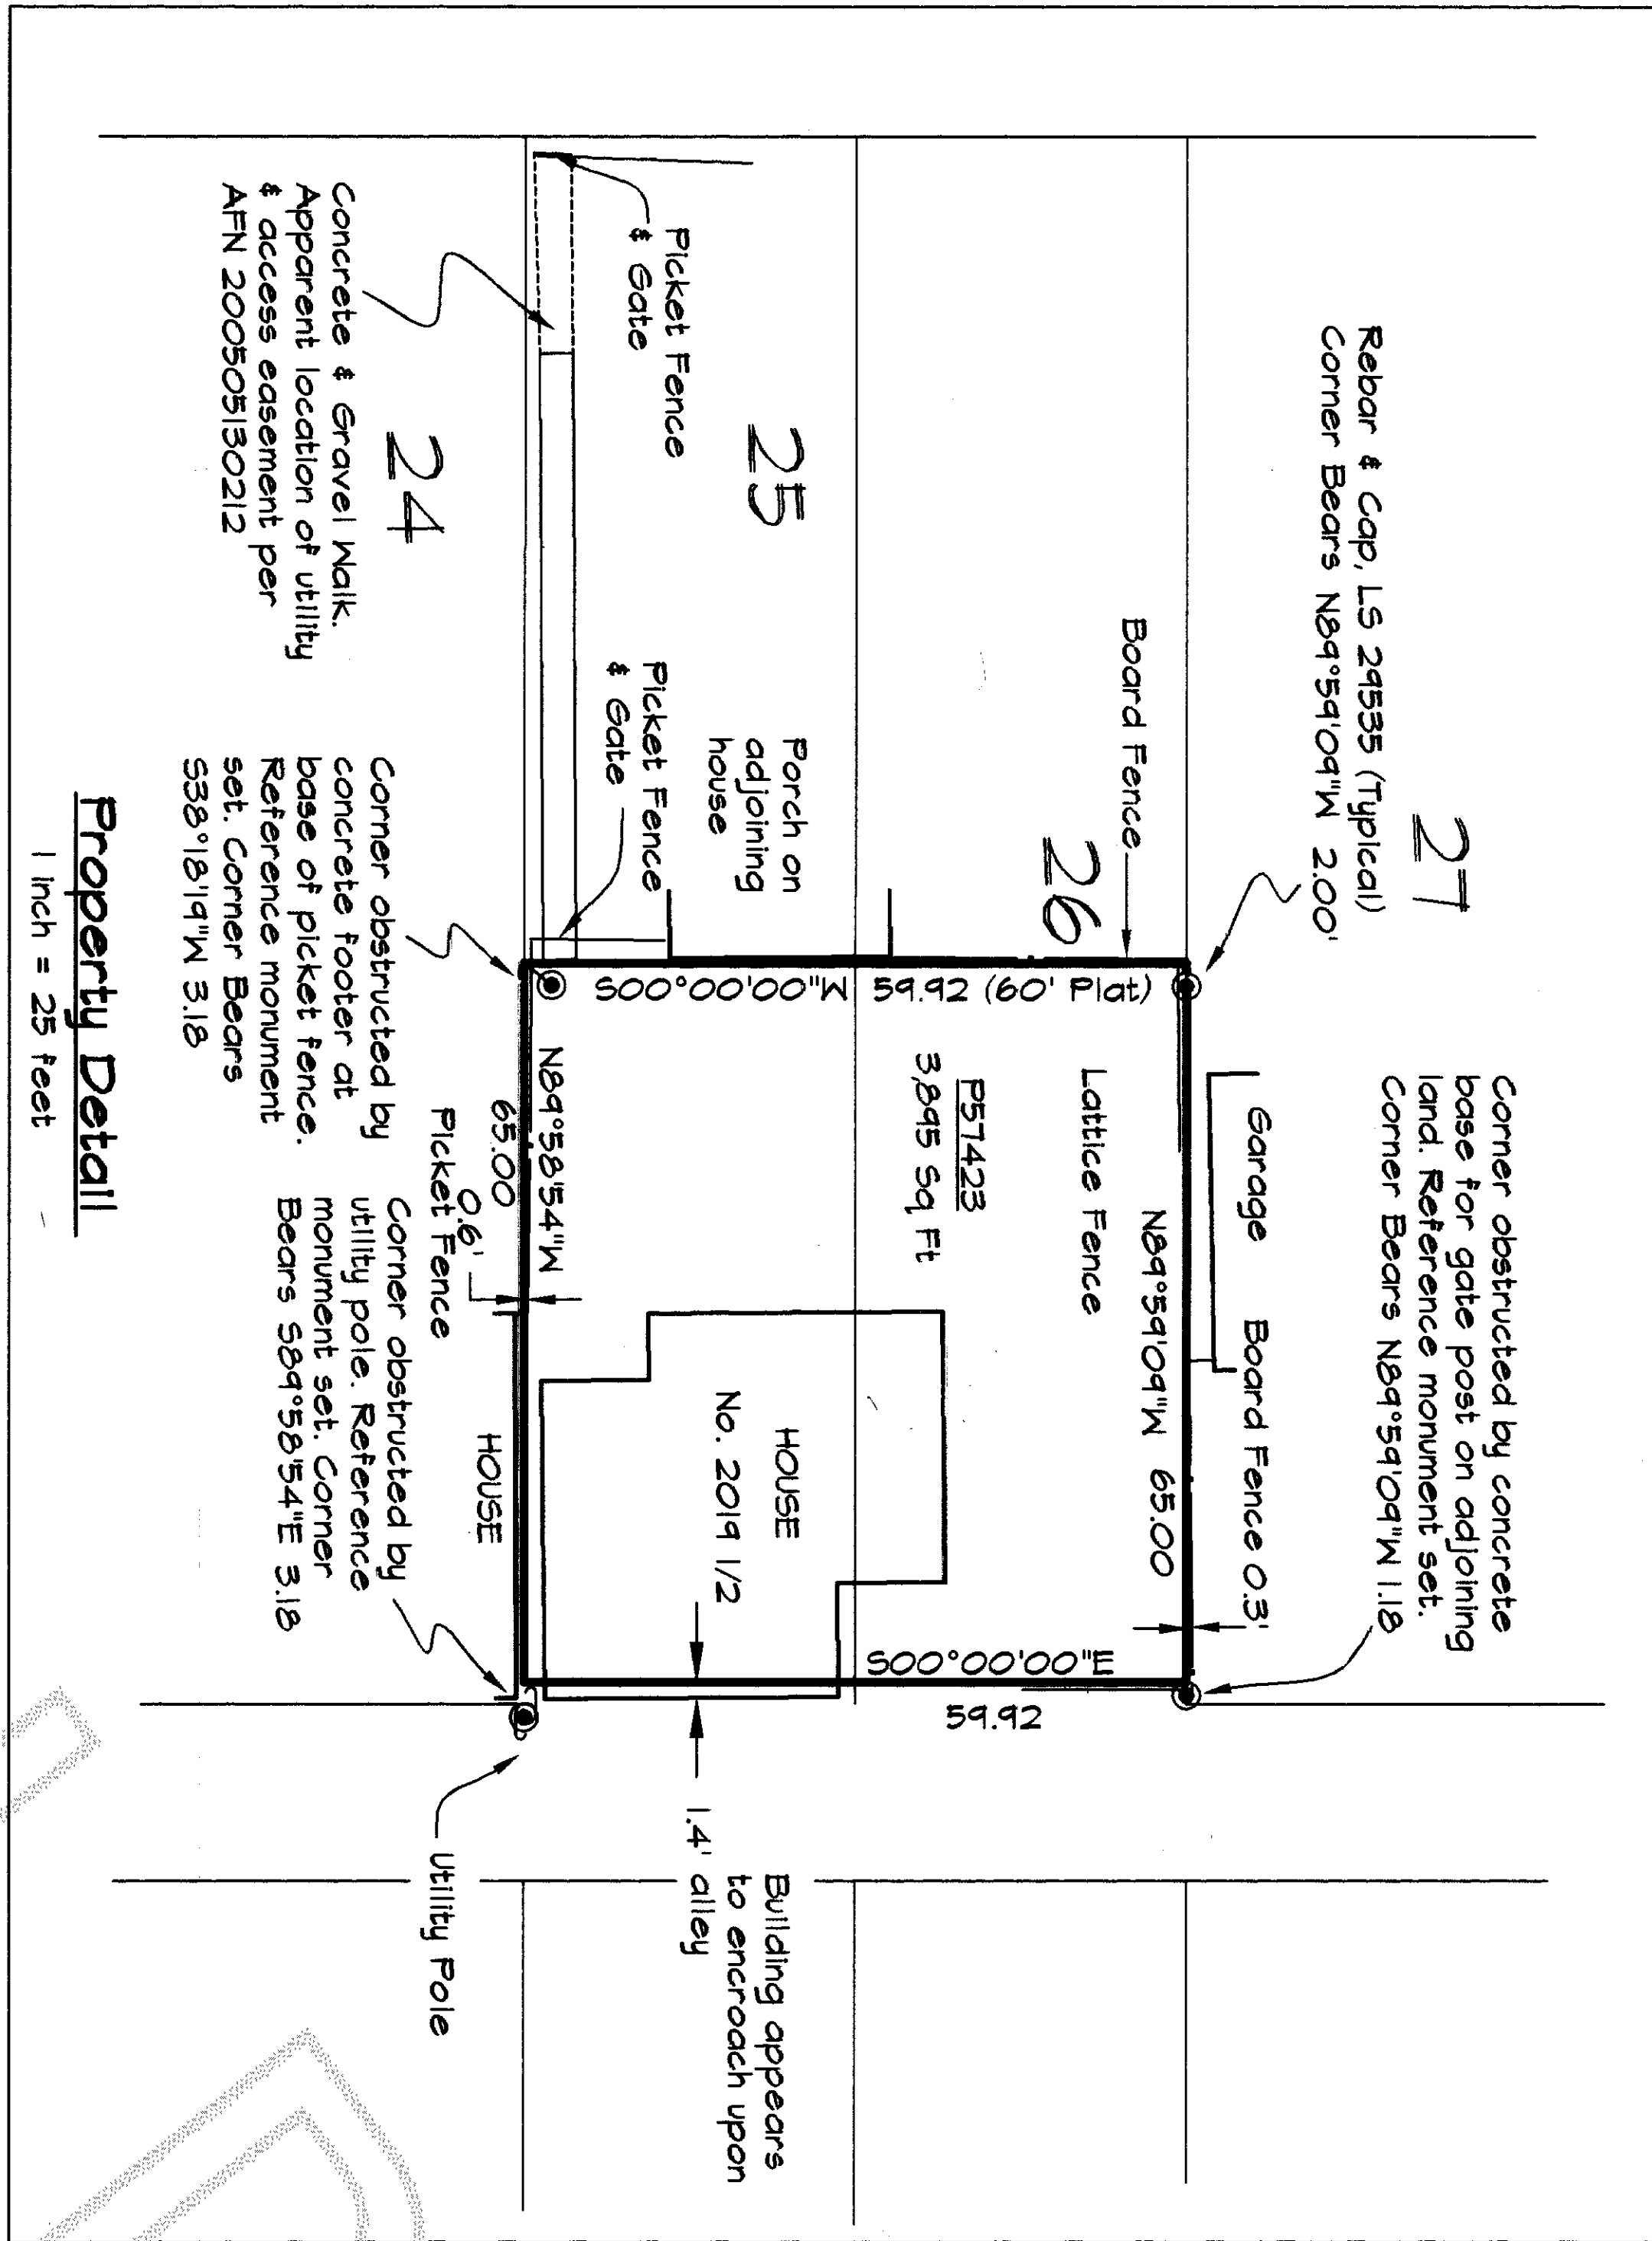 27
Rebar & Cap, LS 29535 (Typical)
Corner Bears N89°59'09"W 2.00'
Corner obstructed by concrete
base for gate post on adjoining
land. Reference monument set.
Corner Bears N89°59'09"W 1.18
Garage
Board Fence 0.3'
Board Fence
26
N89°59'09"W 65.00
Lattice Fence
S00°00'00"W 59.92 (60' Plat)
P57423
3,895 Sq Ft
S00°00'00"E
59.92
25
Porch on
adjoining
house
Picket Fence
& Gate
Picket Fence
& Gate
HOUSE
No. 2019 1/2
Building appears
to encroach upon
1.4' alley
N89°58'54"W
65.00
0.6'
Picket Fence
HOUSE
Utility Pole
24
Concrete & Gravel Walk.
Apparent location of utility
& access easement per
AFN 200505130212
Corner obstructed by
concrete footer at
base of picket fence.
Reference monument
set. Corner Bears
S38°18'19"W 3.18
Corner obstructed by
utility pole. Reference
monument set. Corner
Bears S89°58'54"E 3.18
Property Detail
1 inch = 25 feet